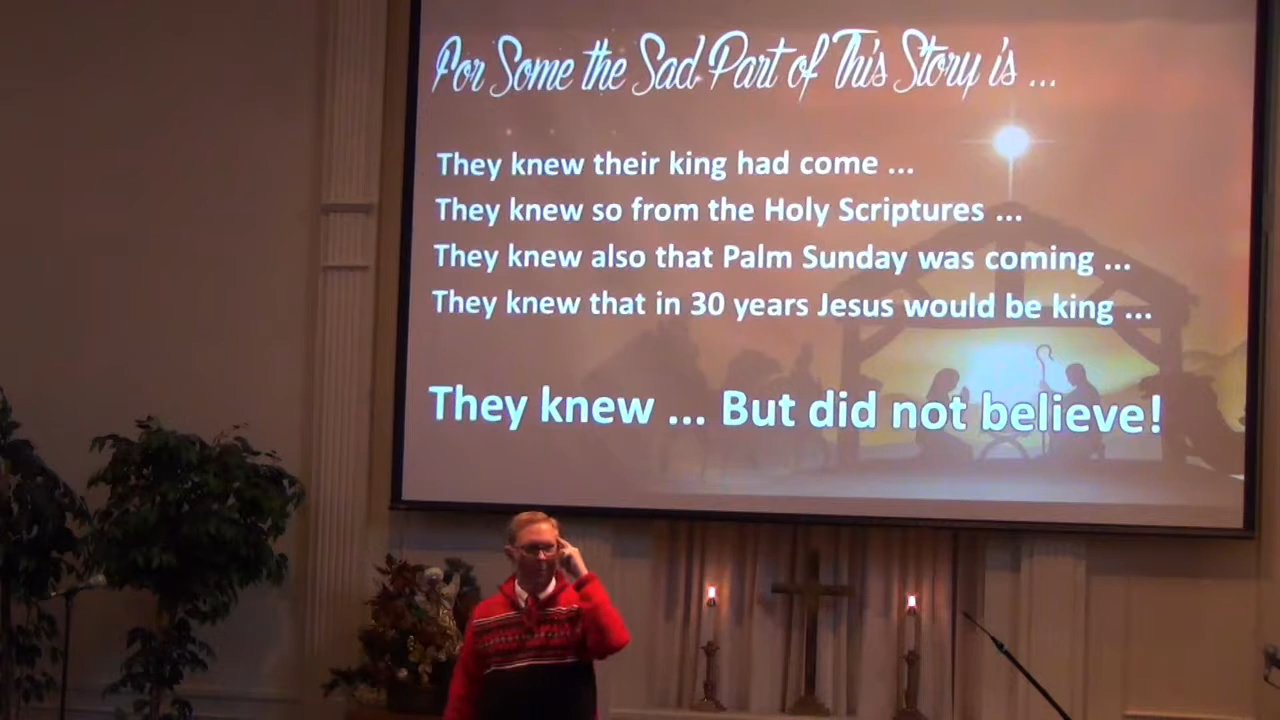 For Some the Sad Part of This Story is ...
They knew their king had come ...
They knew so from the Holy Scriptures ...
They knew also that Palm Sunday was coming ...
They knew that in 30 years Jesus would be king ...
They knew ... But did not believe!